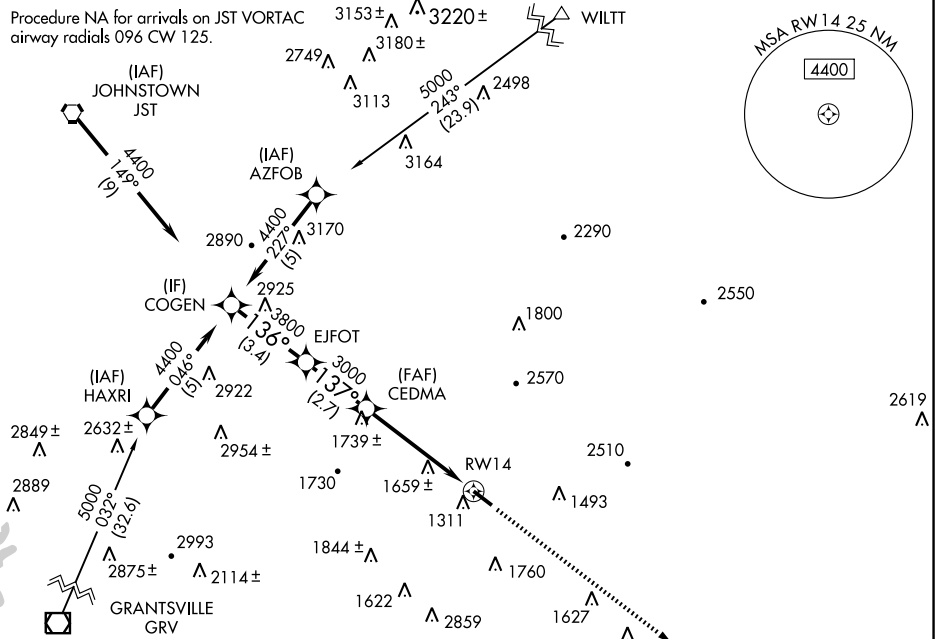 Procedure NA for arrivals on JST VORTAC
airway radials 096 CW 125.
3153±
3220±
WILTT
3180±
2749
3113
5000
243°
(23.9)
2498
3164
MSA RW14 25 NM
4400
(IAF)
JOHNSTOWN
JST
4400
149°
(9)
(IAF)
AZFOB
4400
227°
(5)
3170
2890
2290
2550
(IF)
COGEN
2925
3800
136°
(3.4)
EJFOT
1800
3000
137°
(2.7)
(FAF)
CEDMA
2570
4400
046°
(5)
(IAF)
HAXRI
2922
2619
2849±
2632±
2954±
1739±
2510
RW14
1730
1659±
2889
1311
1493
5000
032°
(32.6)
2993
2875±
2114±
1844±
1760
1622
1627
2859
GRANTSVILLE
GRV